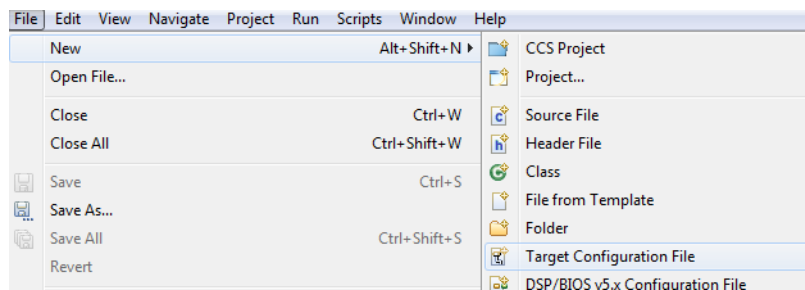 File Edit View Navigate Project Run Scripts Window Help
New Alt+Shift+N
Open File...
Close Ctrl+W
Close All Ctrl+Shift+W
Save Ctrl+S
Save As...
Save All Ctrl+Shift+S
Revert
CCS Project
Project...
Source File
Header File
Class
File from Template
Folder
Target Configuration File
DSP/BIOS v5.x Configuration File